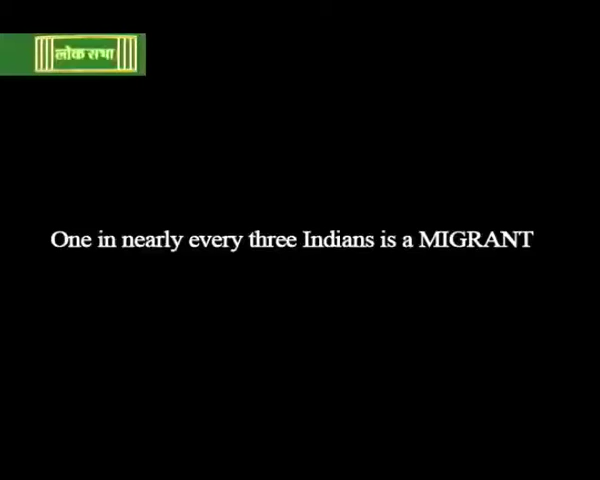 लोक सभा
One in nearly every three Indians is a MIGRANT